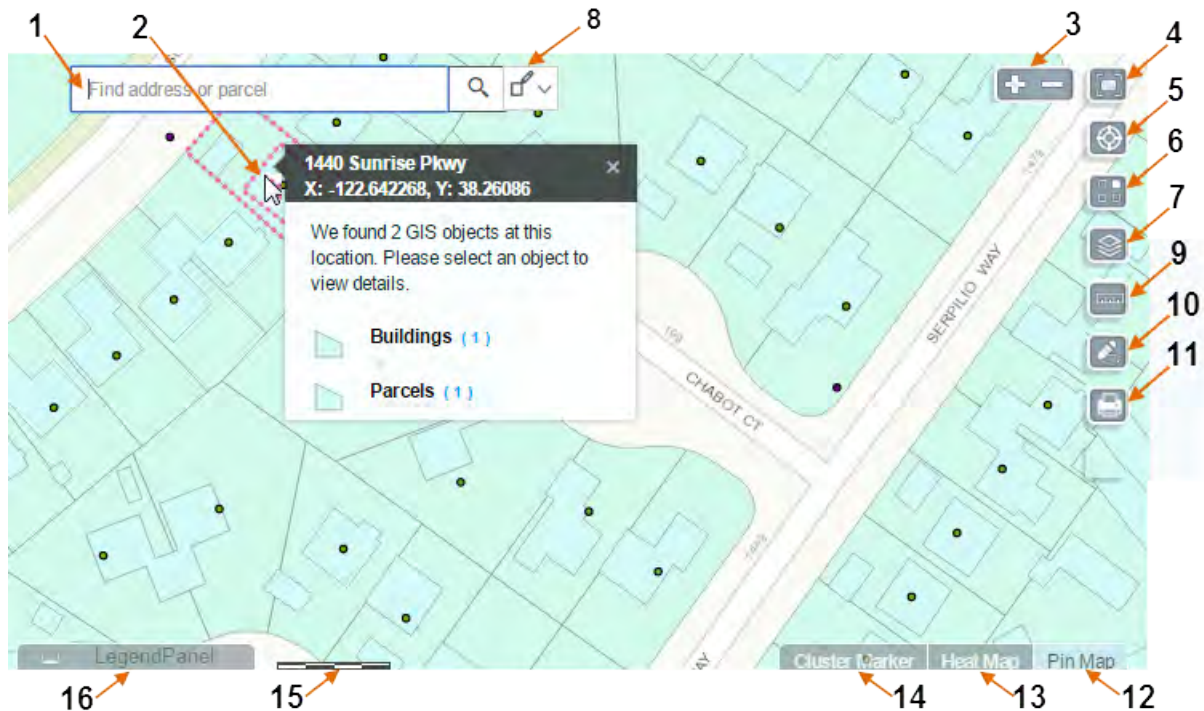 1
2
8
3
4
Find address or parcel
5
1479
1440 Sunrise Pkwy
X: -122.642268, Y: 38.26086
6
We found 2 GIS objects at this
location. Please select an object to
view details.
7
SERPILIO WAY
9
Buildings ( 1 )
199
10
Parcels ( 1 )
CHABOT CT
11
LegendPanel
Cluster Marker
Heat Map
Pin Map
16
15
14
13
12